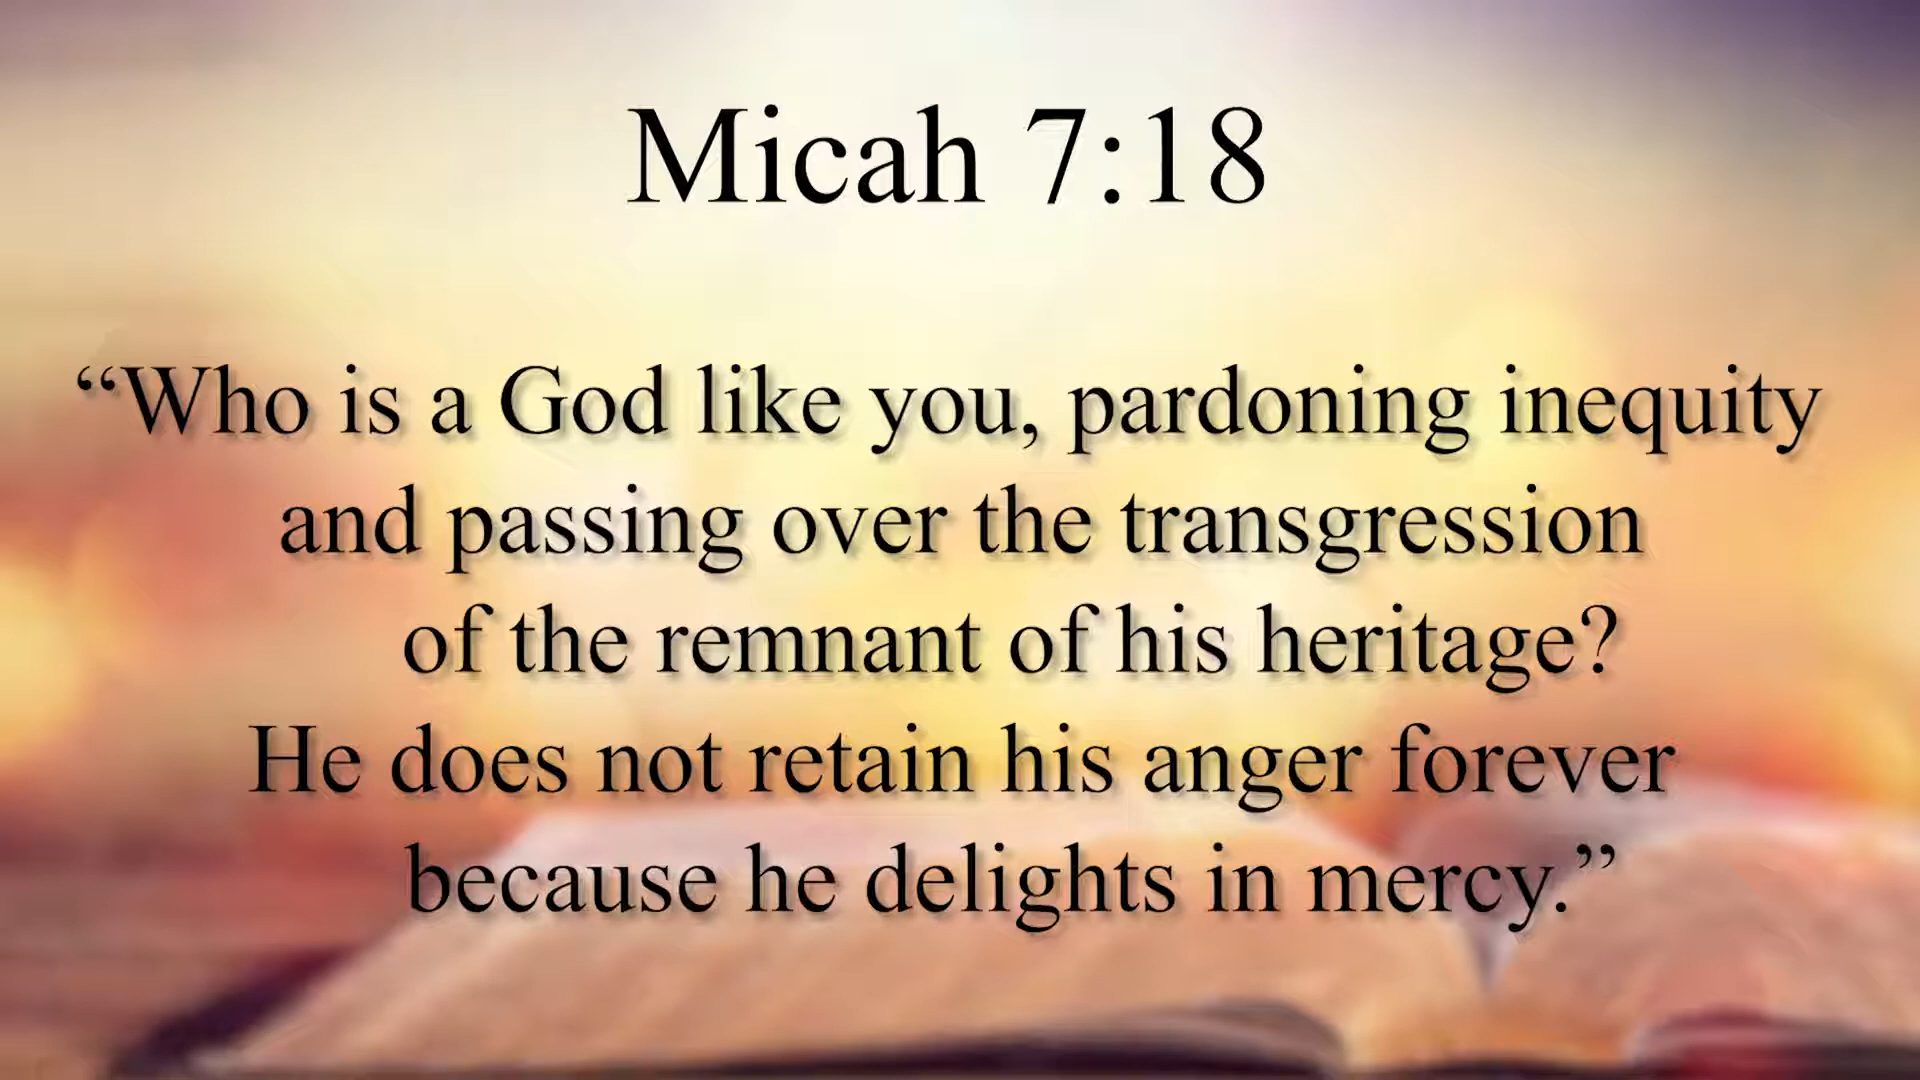 Micah 7:18
“Who is a God like you, pardoning inequity
and passing over the transgression
of the remnant of his heritage?
He does not retain his anger forever
because he delights in mercy.”